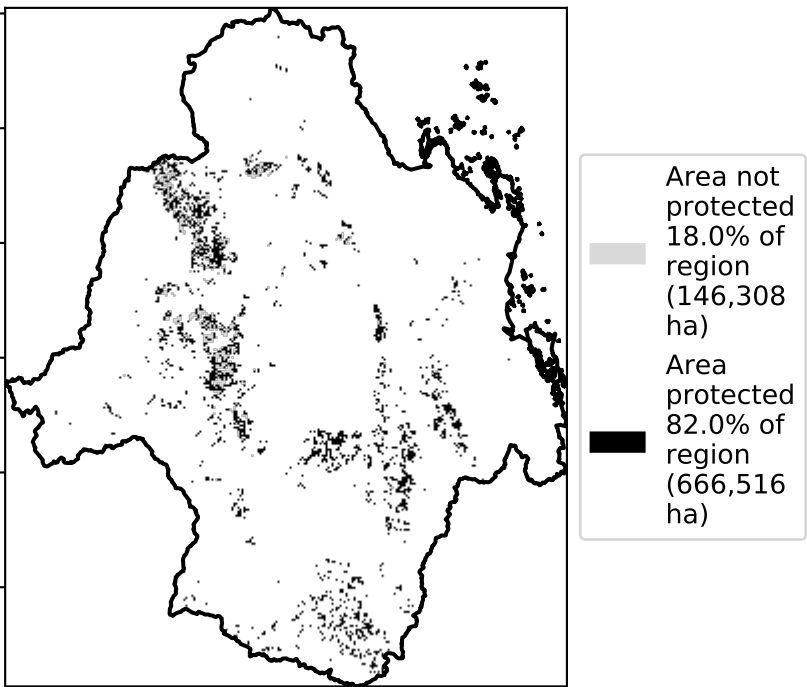 Area not
protected
18.0% of
region
(146,308
ha)
Area
protected
82.0% of
region
(666,516
ha)